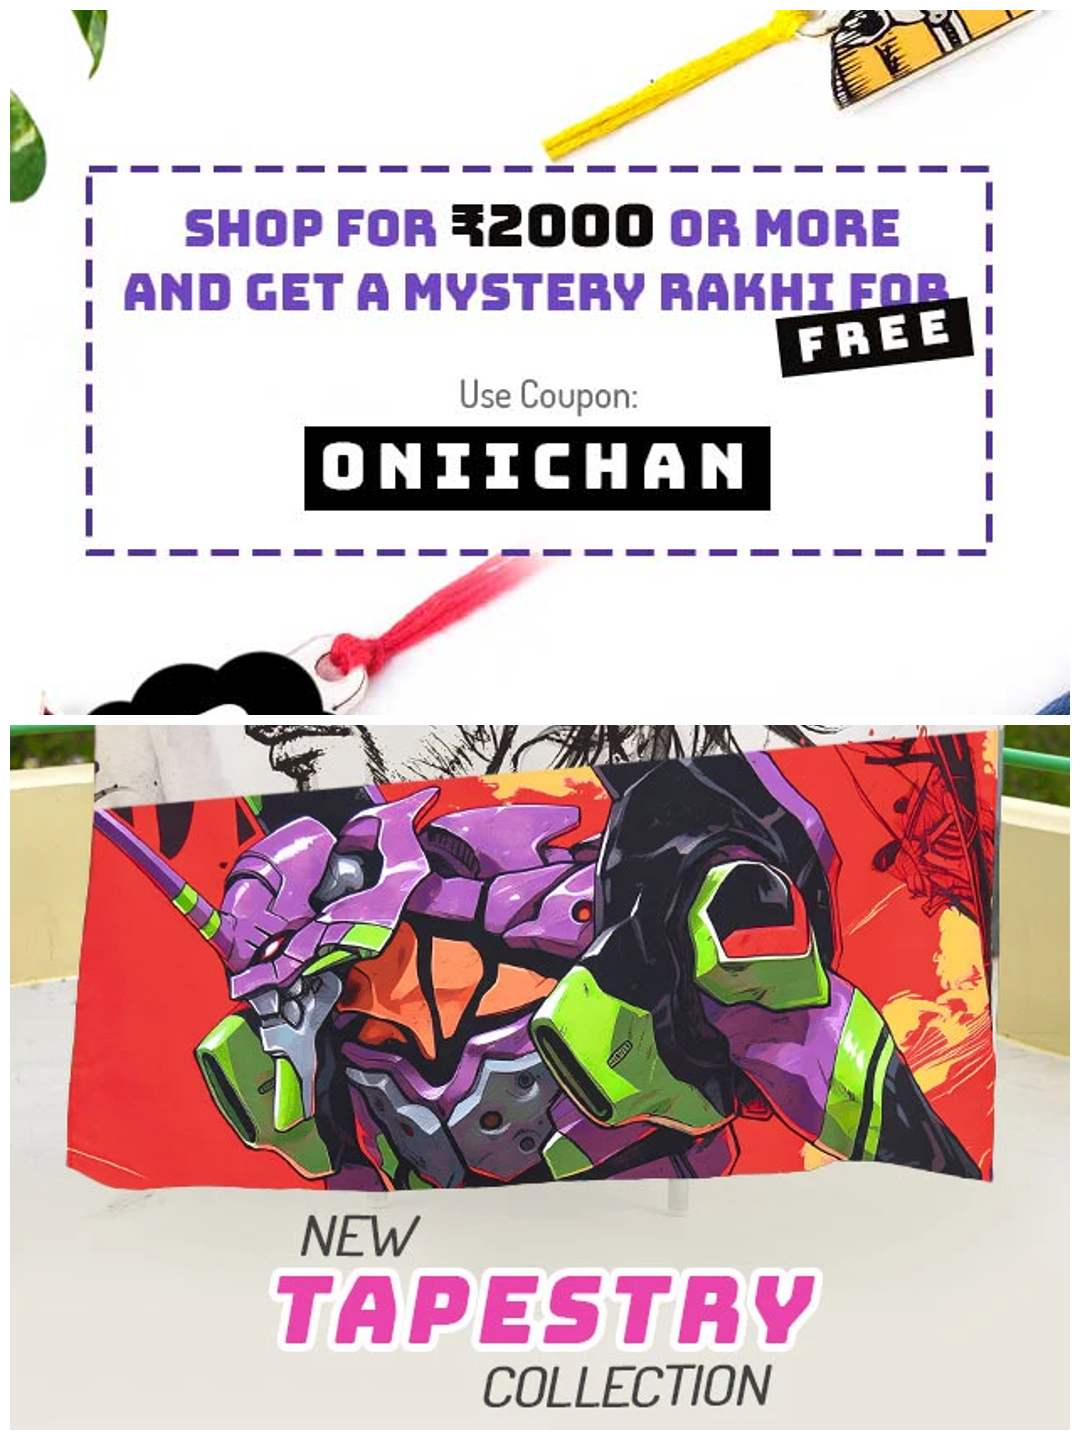 SHOP FOR ₹2000 OR MORE
AND GET A MYSTERY RAKHI FOR
FREE
Use Coupon:
ONIICHAN
NEW
TAPESTRY
COLLECTION